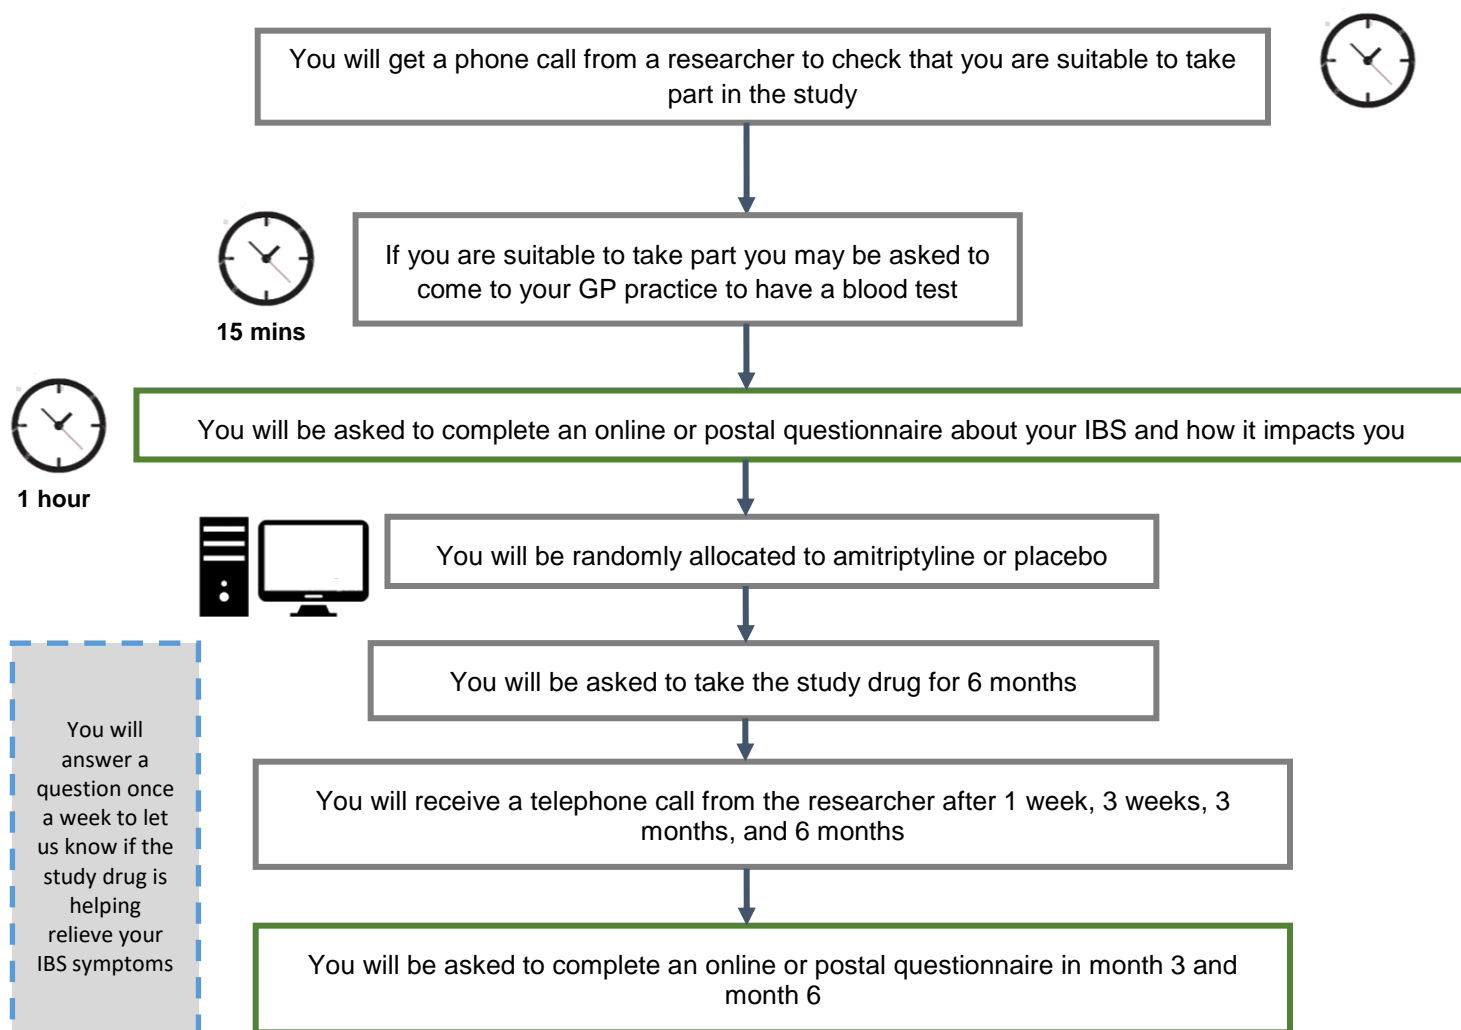 You will get a phone call from a researcher to check that you are suitable to take
part in the study
If you are suitable to take part you may be asked to
come to your GP practice to have a blood test
15 mins
You will be asked to complete an online or postal questionnaire about your IBS and how it impacts you
1 hour
You will be randomly allocated to amitriptyline or placebo
You will be asked to take the study drug for 6 months
You will
answer a
question once
a week to let
us know if the
study drug is
helping
relieve your
IBS symptoms
You will receive a telephone call from the researcher after 1 week, 3 weeks, 3
months, and 6 months
You will be asked to complete an online or postal questionnaire in month 3 and
month 6